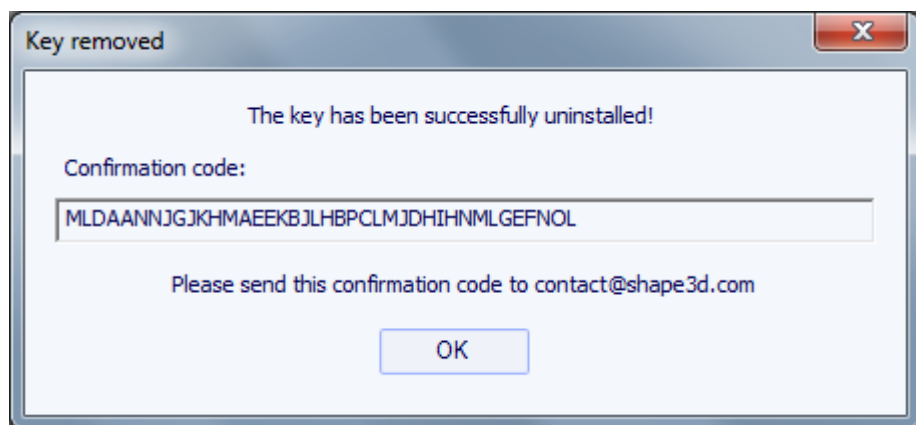 Key removed
The key has been successfully uninstalled!
Confirmation code:
MLDAANNJGJKHMAEEKBJLHBPCLMJDHIHNMLGEFNOL
Please send this confirmation code to contact@shape3d.com
OK